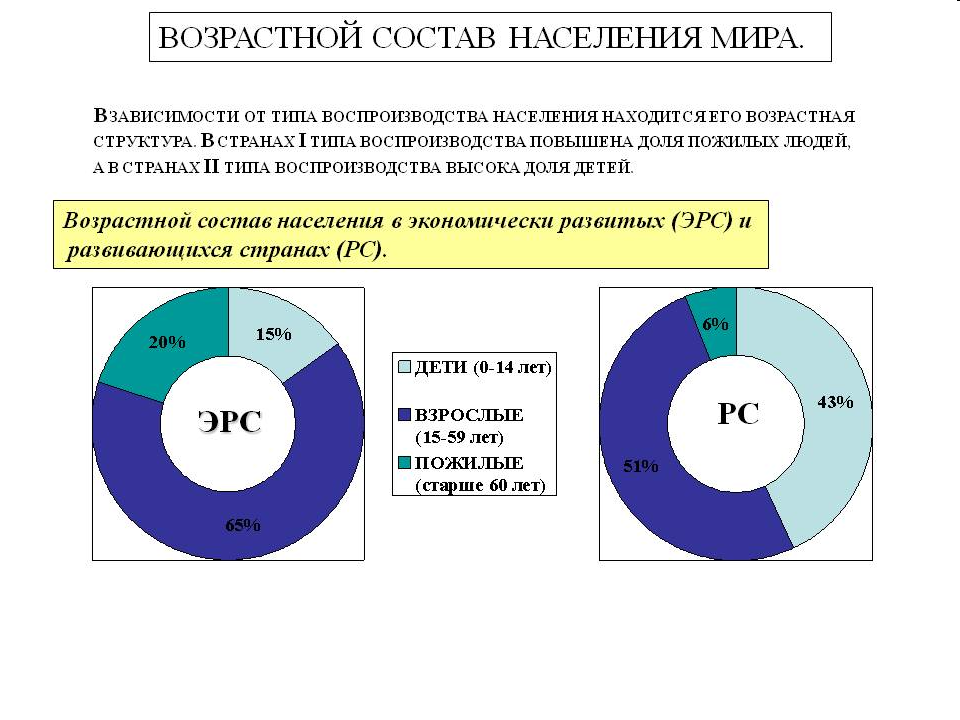 ВОЗРАСТНОЙ СОСТАВ НАСЕЛЕНИЯ МИРА.
В ЗАВИСИМОСТИ ОТ ТИПА ВОСПРОИЗВОДСТВА НАСЕЛЕНИЯ НАХОДИТСЯ ЕГО ВОЗРАСТНАЯ
СТРУКТУРА. В СТРАНАХ I ТИПА ВОСПРОИЗВОДСТВА ПОВЫШЕНА ДОЛЯ ПОЖИЛЫХ ЛЮДЕЙ,
А В СТРАНАХ II ТИПА ВОСПРОИЗВОДСТВА ВЫСОКА ДОЛЯ ДЕТЕЙ.
Возрастной состав населения в экономически развитых (ЭРС) и
развивающихся странах (РС).
20%
15%
ЭРС
65%
ДЕТИ (0-14 лет)
ВЗРОСЛЫЕ
(15-59 лет)
ПОЖИЛЫЕ
(старше 60 лет)
6%
43%
РС
51%